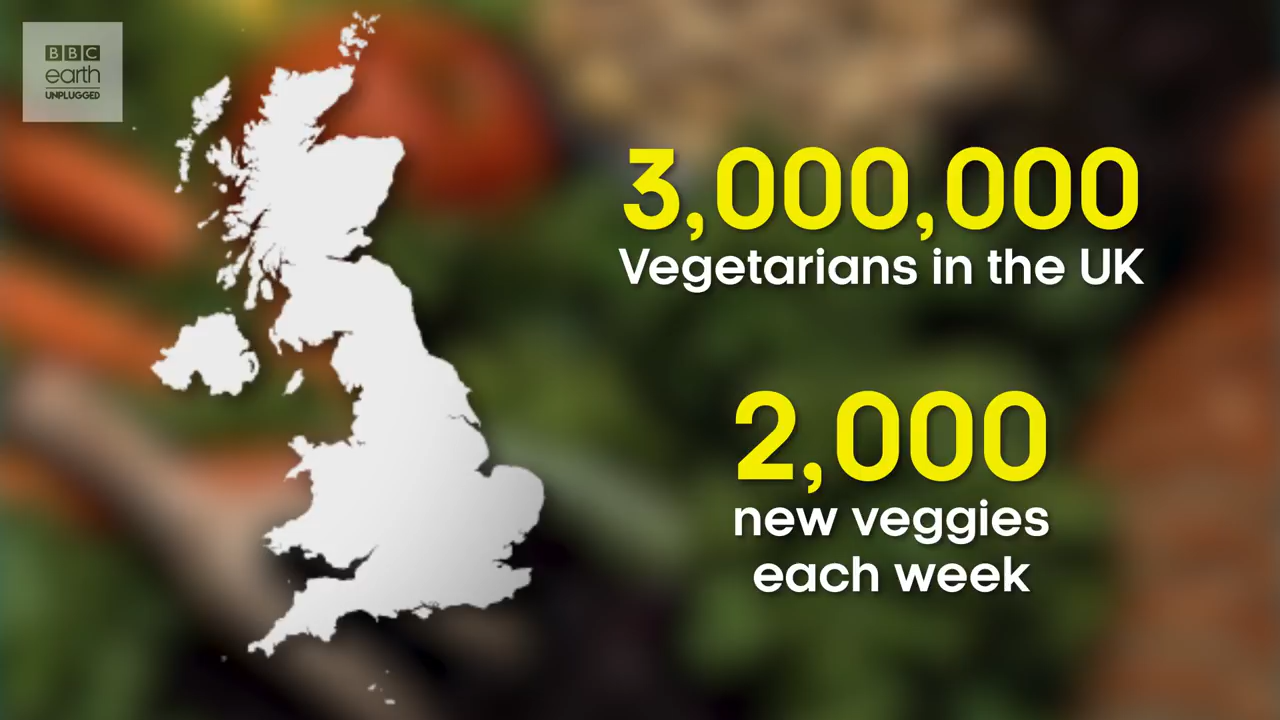 BBC
earth
UNPLUGGED
3,000,000
Vegetarians in the UK
2,000
new veggies
each week